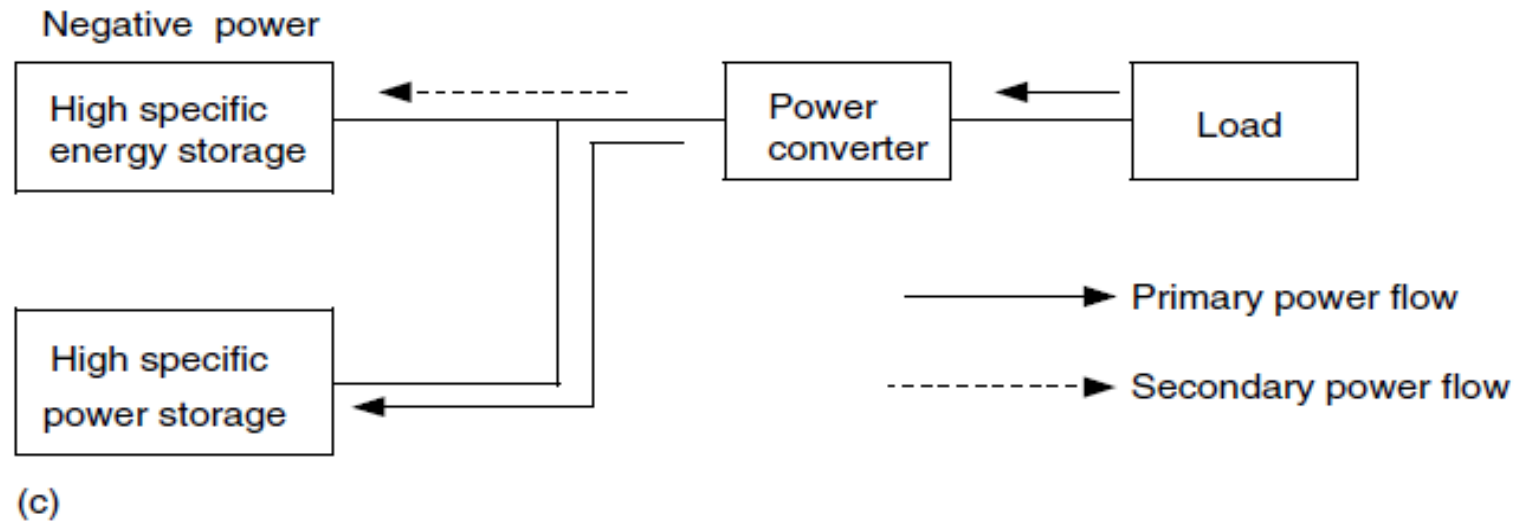 Negative power
High specific
energy storage
Power
converter
Load
High specific
power storage
Primary power flow
Secondary power flow
(c)